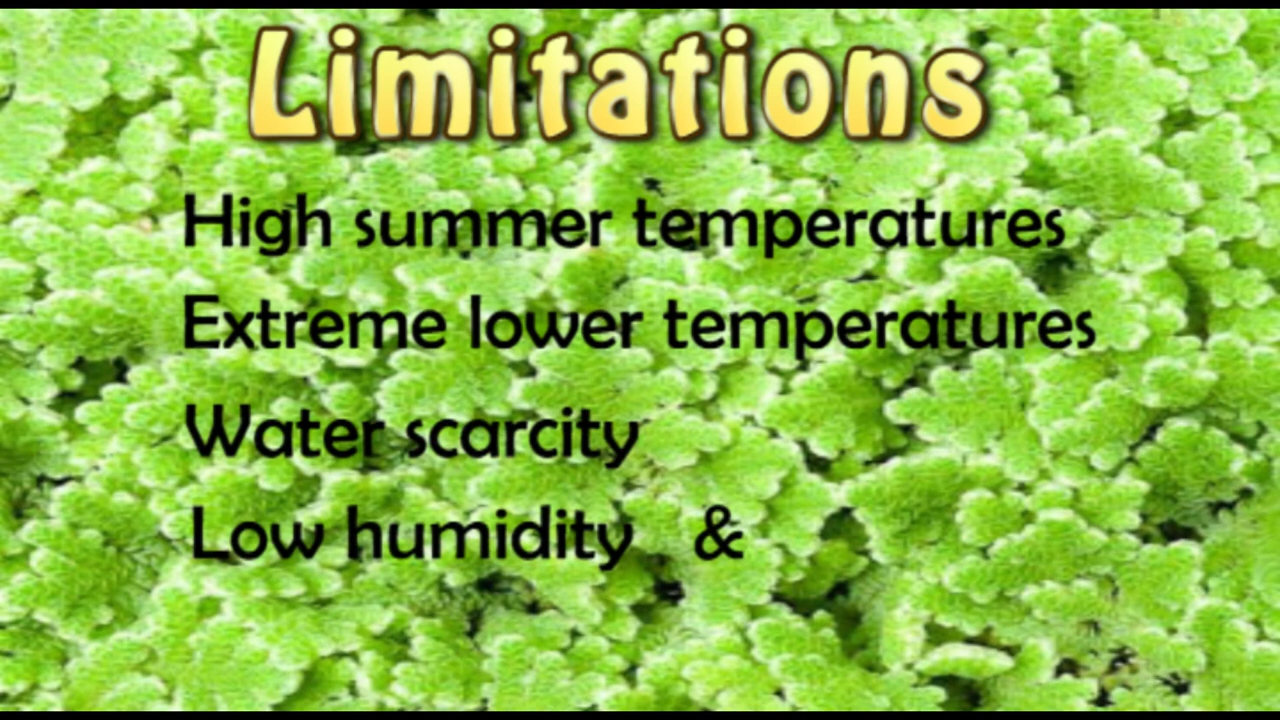 Limitations
High summer temperatures
Extreme lower temperatures
Water scarcity
Low humidity &